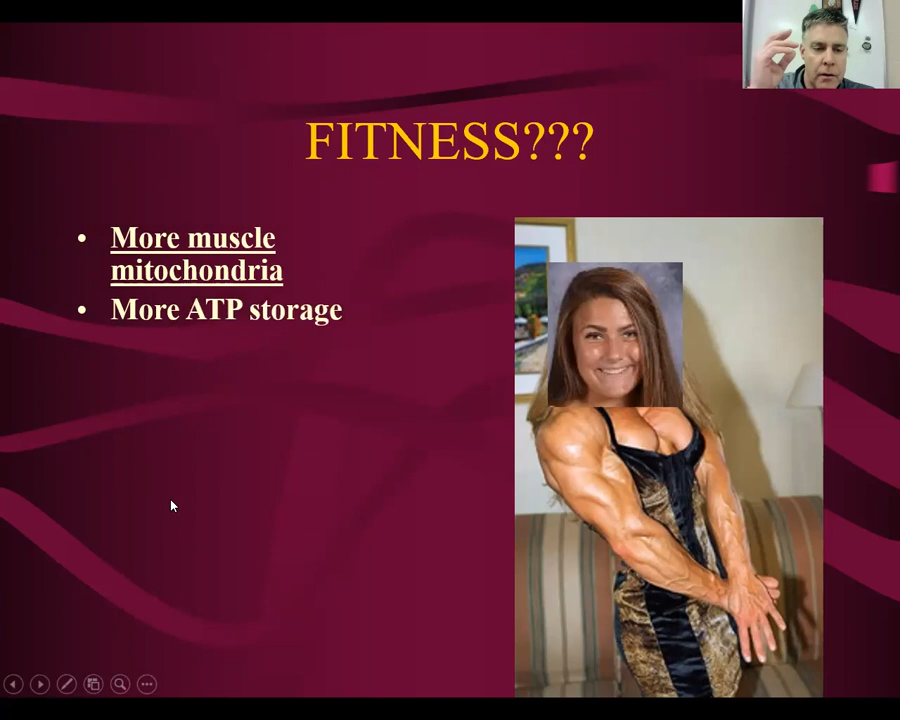 FITNESS???
• More muscle
mitochondria
• More ATP storage